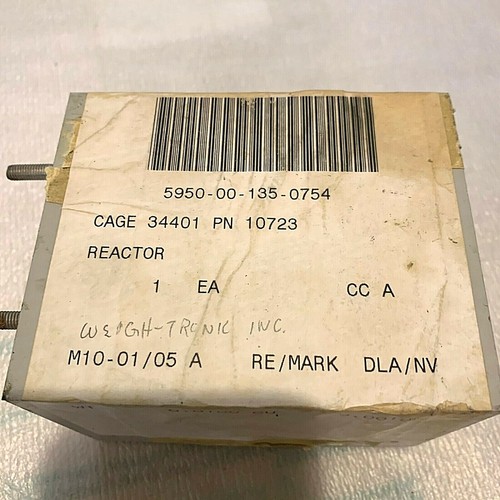 5950-00-135-0754
CAGE 34401 PN 10723
REACTOR
1 EA CC A
WEIGH-TRONIK INC.
M10-01/05 A RE/MARK DLA/NV